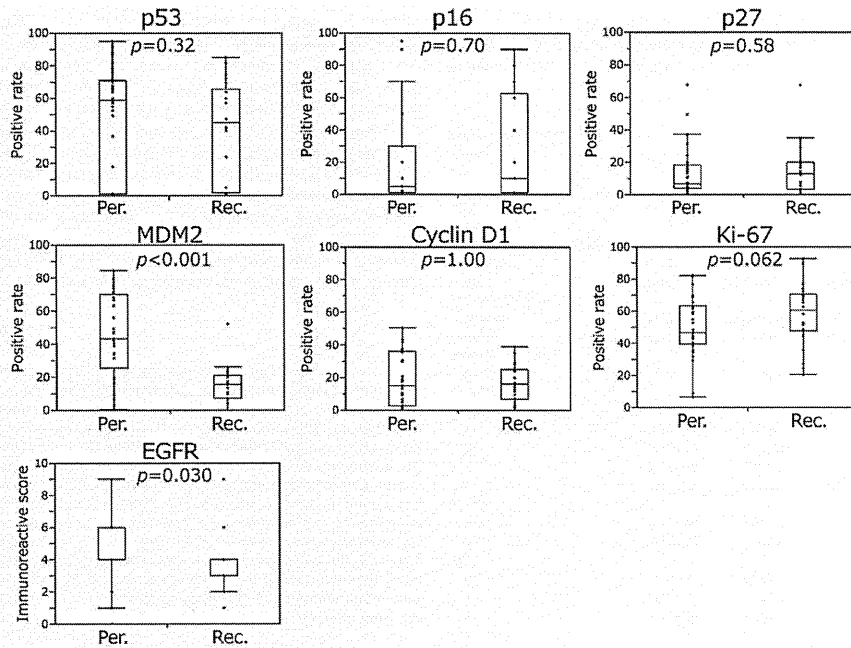 p53
p=0.32
Positive rate
100
80
60
40
20
0
Per.
Rec.
p16
p=0.70
Positive rate
100
80
60
40
20
0
Per.
Rec.
p27
p=0.58
Positive rate
100
80
60
40
20
0
Per.
Rec.
MDM2
p<0.001
Positive rate
100
80
60
40
20
0
Per.
Rec.
Cyclin D1
p=1.00
Positive rate
100
80
60
40
20
0
Per.
Rec.
Ki-67
p=0.062
Positive rate
100
80
60
40
20
0
Per.
Rec.
EGFR
p=0.030
Immunoreactive score
10
8
6
4
2
0
Per.
Rec.